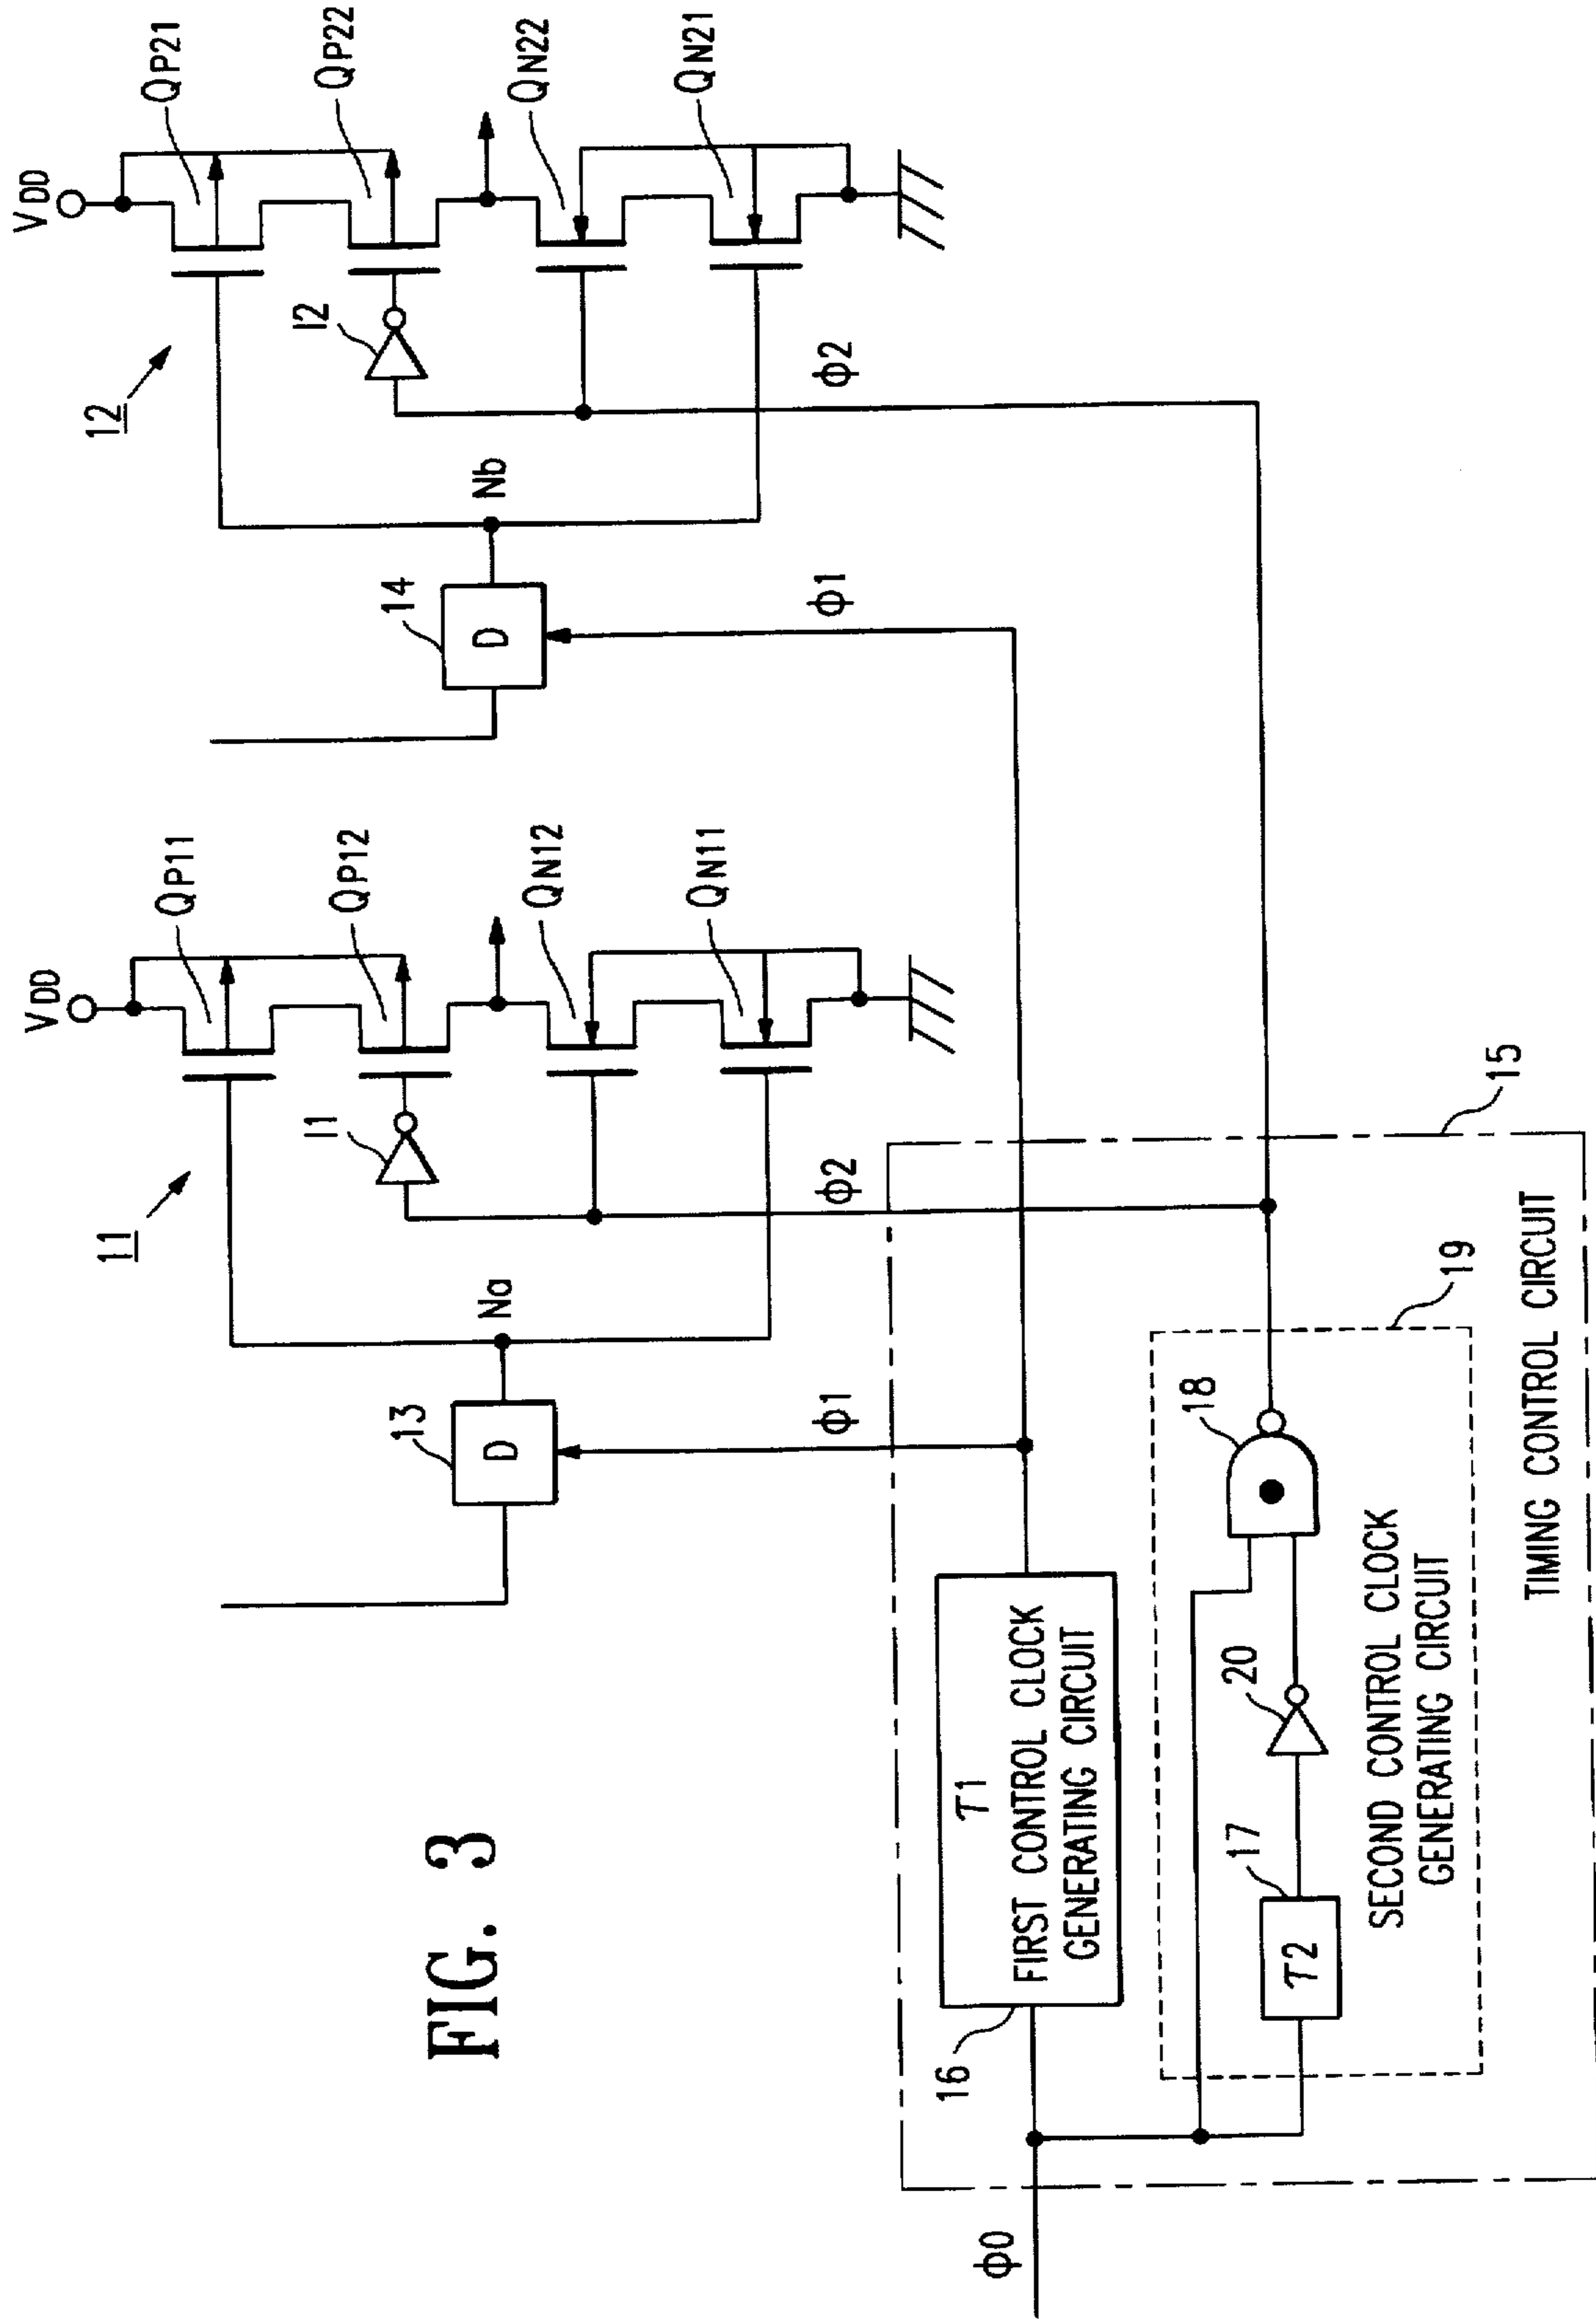 FIG. 3
VDD
QP11
QP12
QN12
QN11
11
I1
Na
13
D
φ1
φ2
VDD
QP21
QP22
QN22
QN21
12
I2
Nb
14
D
φ1
φ2
φ0
16
τ1
FIRST CONTROL CLOCK
GENERATING CIRCUIT
15
17
τ2
20
18
19
SECOND CONTROL CLOCK
GENERATING CIRCUIT
TIMING CONTROL CIRCUIT